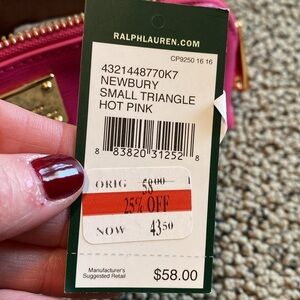 RALPHLAUREN.COM
CP9250 16 16
4321448770K7
NEWBURY
SMALL TRIANGLE
HOT PINK
8 83820 31252 8
ORIG 58.00
25% OFF
NOW 43.50
Manufacturer's
Suggested Retail
$58.00